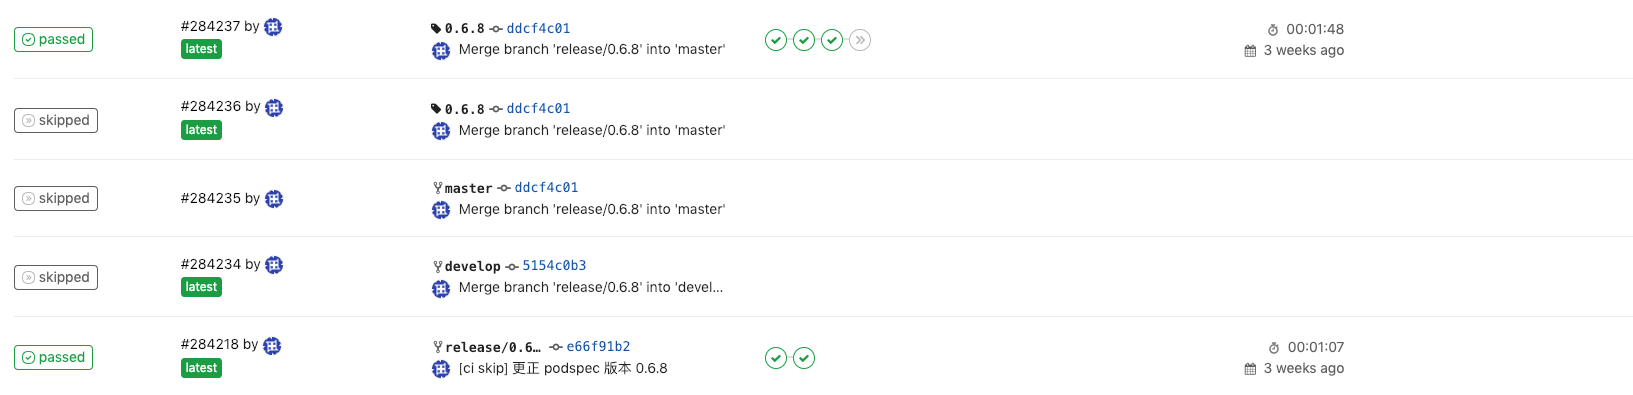 passed
#284237 by
latest
0.6.8 ddcf4c01
Merge branch 'release/0.6.8' into 'master'
00:01:48
3 weeks ago
skipped
#284236 by
latest
0.6.8 ddcf4c01
Merge branch 'release/0.6.8' into 'master'
skipped
#284235 by
master ddcf4c01
Merge branch 'release/0.6.8' into 'master'
skipped
#284234 by
latest
develop 5154c0b3
Merge branch 'release/0.6.8' into 'devel...
passed
#284218 by
latest
release/0.6… e66f91b2
[ci skip] 更正 podspec 版本 0.6.8
00:01:07
3 weeks ago